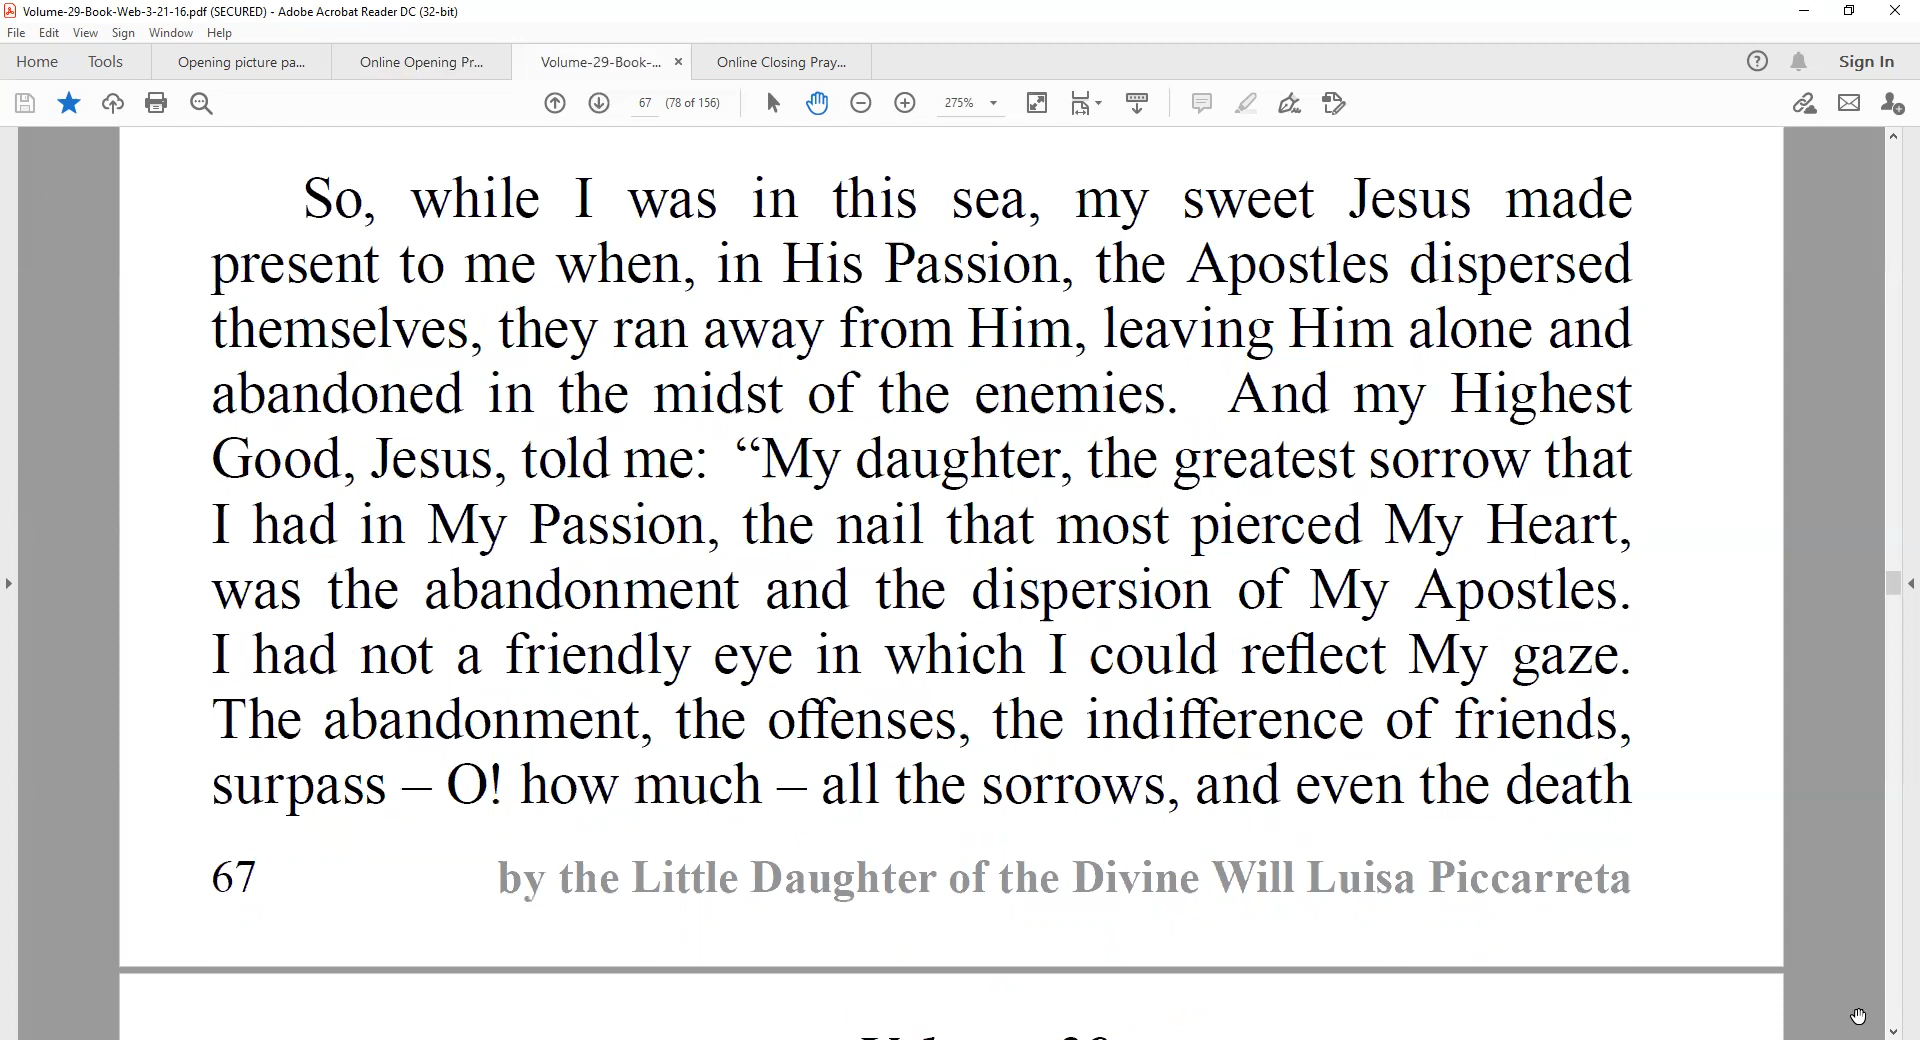 Volume-29-Book-Web-3-21-16.pdf (SECURED) - Adobe Acrobat Reader DC (32-bit)
File Edit View Sign Window Help
Home Tools Opening picture pa... Online Opening Pr... Volume-29-Book-... × Online Closing Pray... Sign In
67 (78 of 156) 275%
So, while I was in this sea, my sweet Jesus made
present to me when, in His Passion, the Apostles dispersed
themselves, they ran away from Him, leaving Him alone and
abandoned in the midst of the enemies. And my Highest
Good, Jesus, told me: “My daughter, the greatest sorrow that
I had in My Passion, the nail that most pierced My Heart,
was the abandonment and the dispersion of My Apostles.
I had not a friendly eye in which I could reflect My gaze.
The abandonment, the offenses, the indifference of friends,
surpass – O! how much – all the sorrows, and even the death
67 by the Little Daughter of the Divine Will Luisa Piccarreta